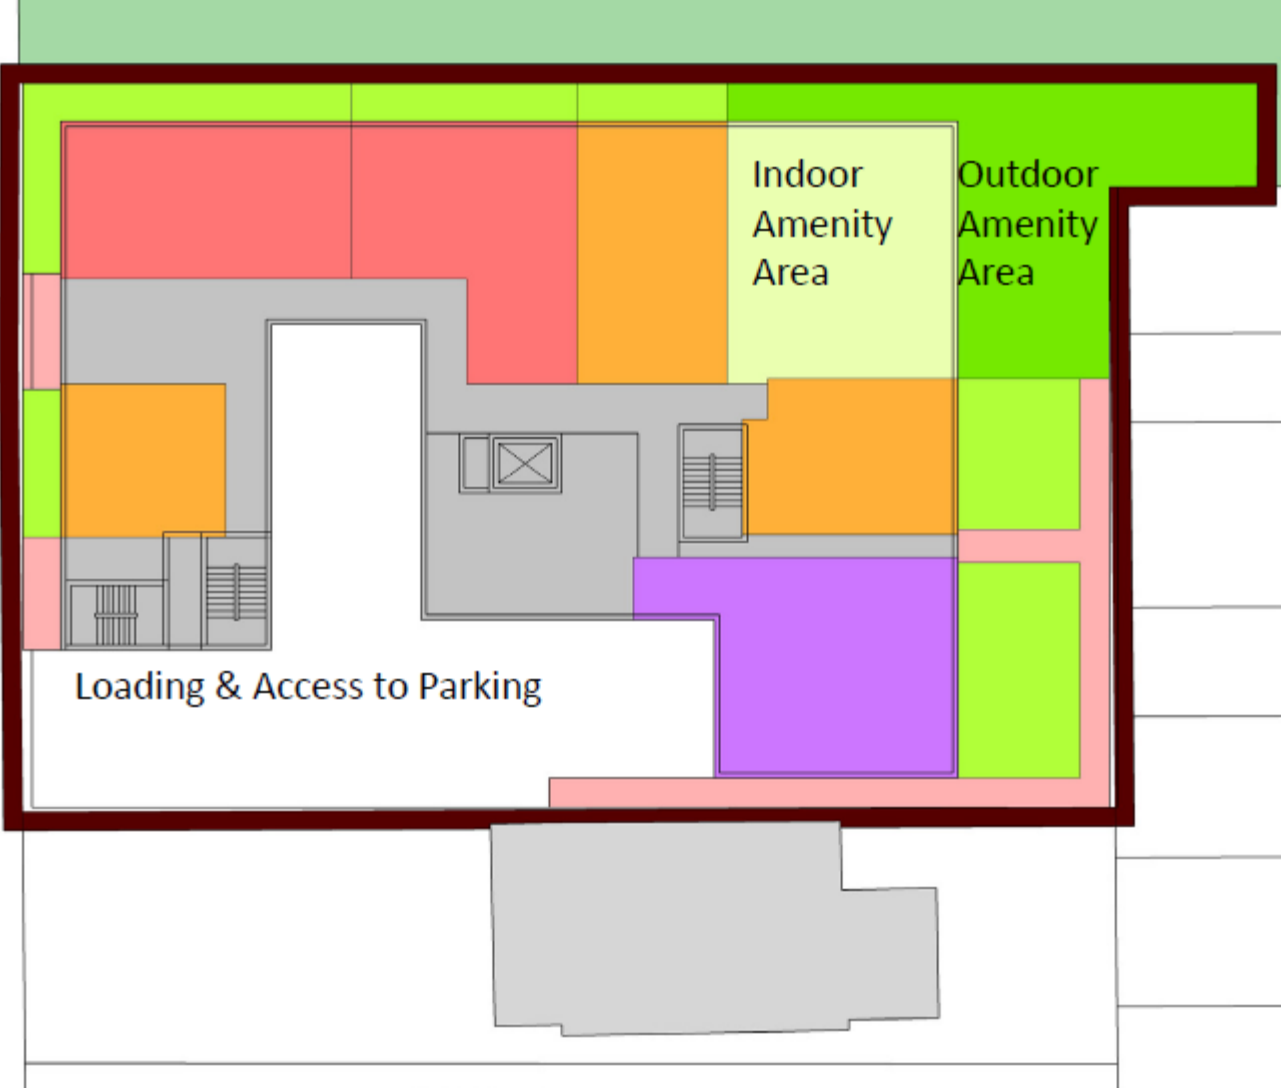 Indoor
Amenity
Area
Outdoor
Amenity
Area
Loading & Access to Parking